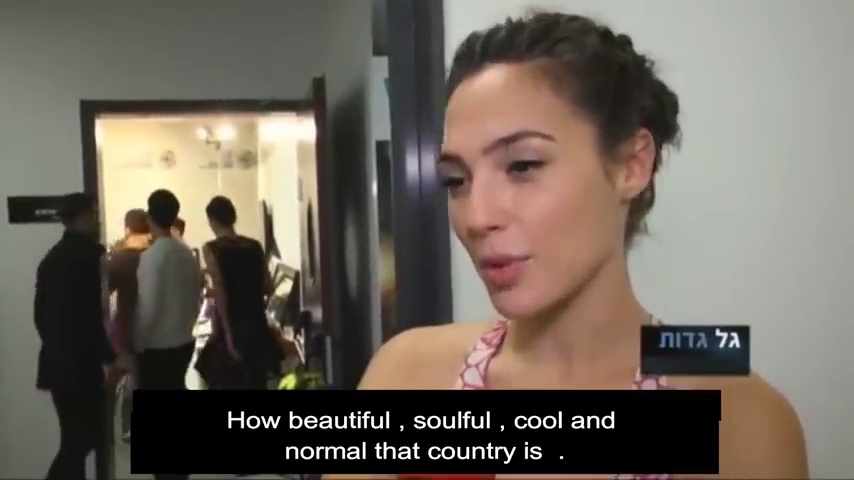 גל גדות
How beautiful , soulful , cool and
normal that country is .